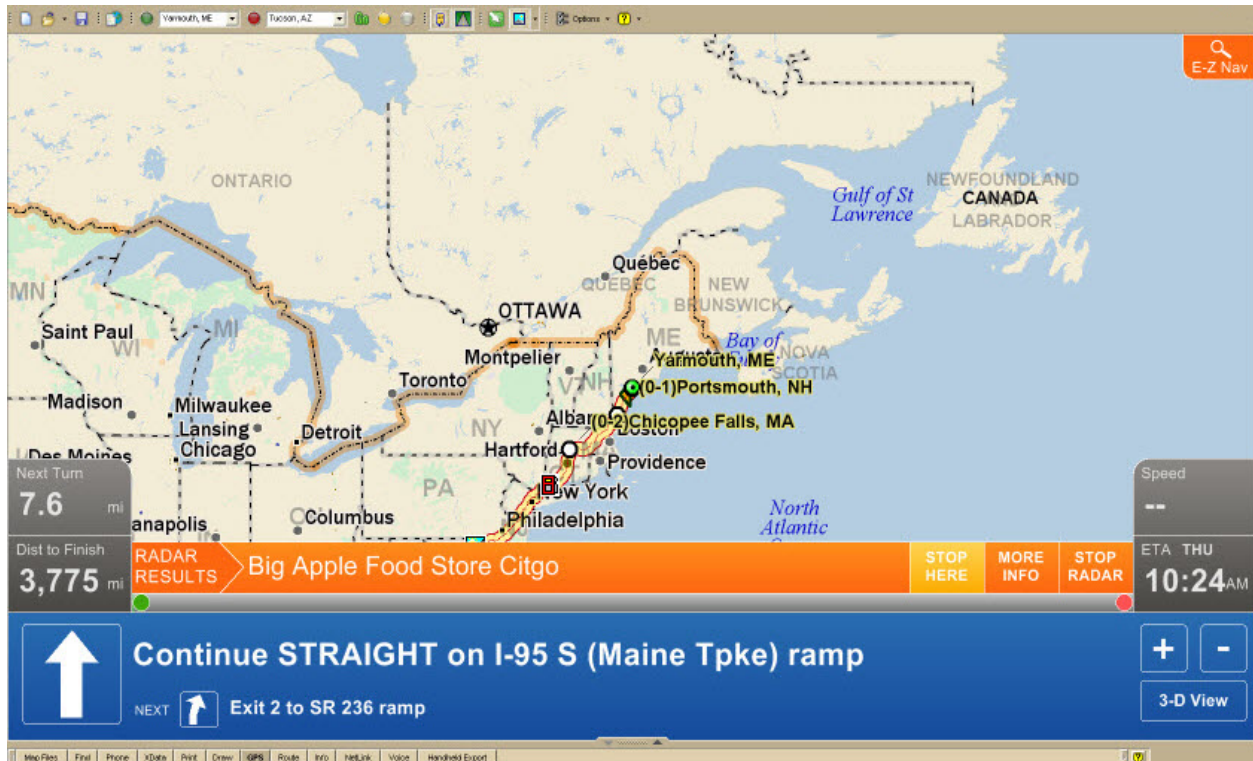 Yarmouth, ME
Tucson, AZ
Go
Options
?
E-Z Nav
ONTARIO
NEWFOUNDLAND
Gulf of St
Lawrence
CANADA
LABRADOR
Québec
QUÉBEC
NEW
BRUNSWICK
MN
OTTAWA
Saint Paul
MI
WI
ME
Bay of
NOVA
SCOTIA
Montpelier
Yarmouth, ME
VT
NH
Toronto
(0-1)Portsmouth, NH
Madison
Milwaukee
Lansing
Chicago
Detroit
NY
(0-2)Chicopee Falls, MA
Hartford
Des Moines
Providence
PA
B
New York
Columbus
Philadelphia
North
Atlantic
Next Turn
7.6 mi
Dist to Finish
3,775 mi
Speed
--
ETA THU
10:24AM
RADAR
RESULTS
Big Apple Food Store Citgo
STOP
HERE
MORE
INFO
STOP
RADAR
Continue STRAIGHT on I-95 S (Maine Tpke) ramp
NEXT Exit 2 to SR 236 ramp
+ -
3-D View
Map Files Find Phone XData Print Draw GPS Route Info NetLink Voice Handheld Export
?